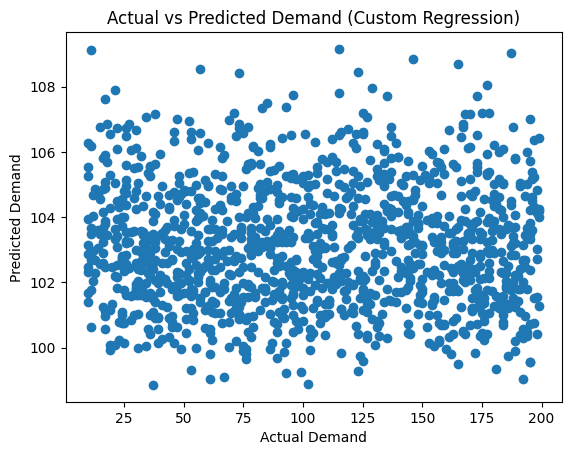 Actual vs Predicted Demand (Custom Regression)
108
106
104
102
100
Predicted Demand
25 50 75 100 125 150 175 200
Actual Demand